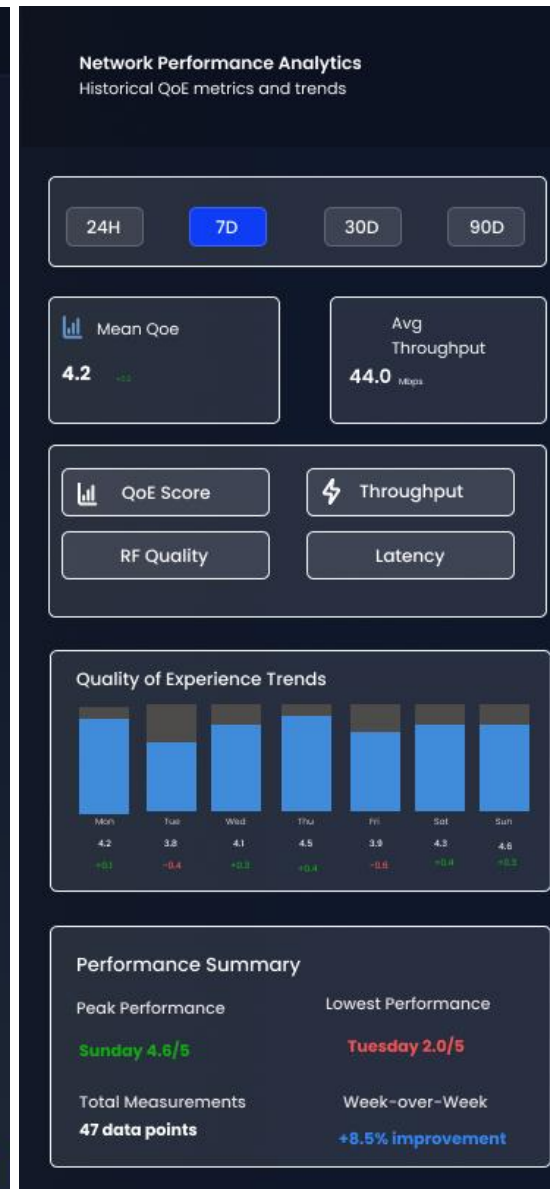 Network Performance Analytics
Historical QoE metrics and trends
24H 7D 30D 90D
Mean Qoe
4.2
Avg
Throughput
44.0 Mbps
QoE Score Throughput
RF Quality Latency
Quality of Experience Trends
Mon Tue Wed Thu Fri Sat Sun
4.2 3.8 4.1 4.5 3.9 4.3 4.6
+0.1 -0.4 +0.3 +0.4 -0.6 +0.4 +0.3
Performance Summary
Peak Performance Lowest Performance
Sunday 4.6/5 Tuesday 2.0/5
Total Measurements Week-over-Week
47 data points +8.5% improvement